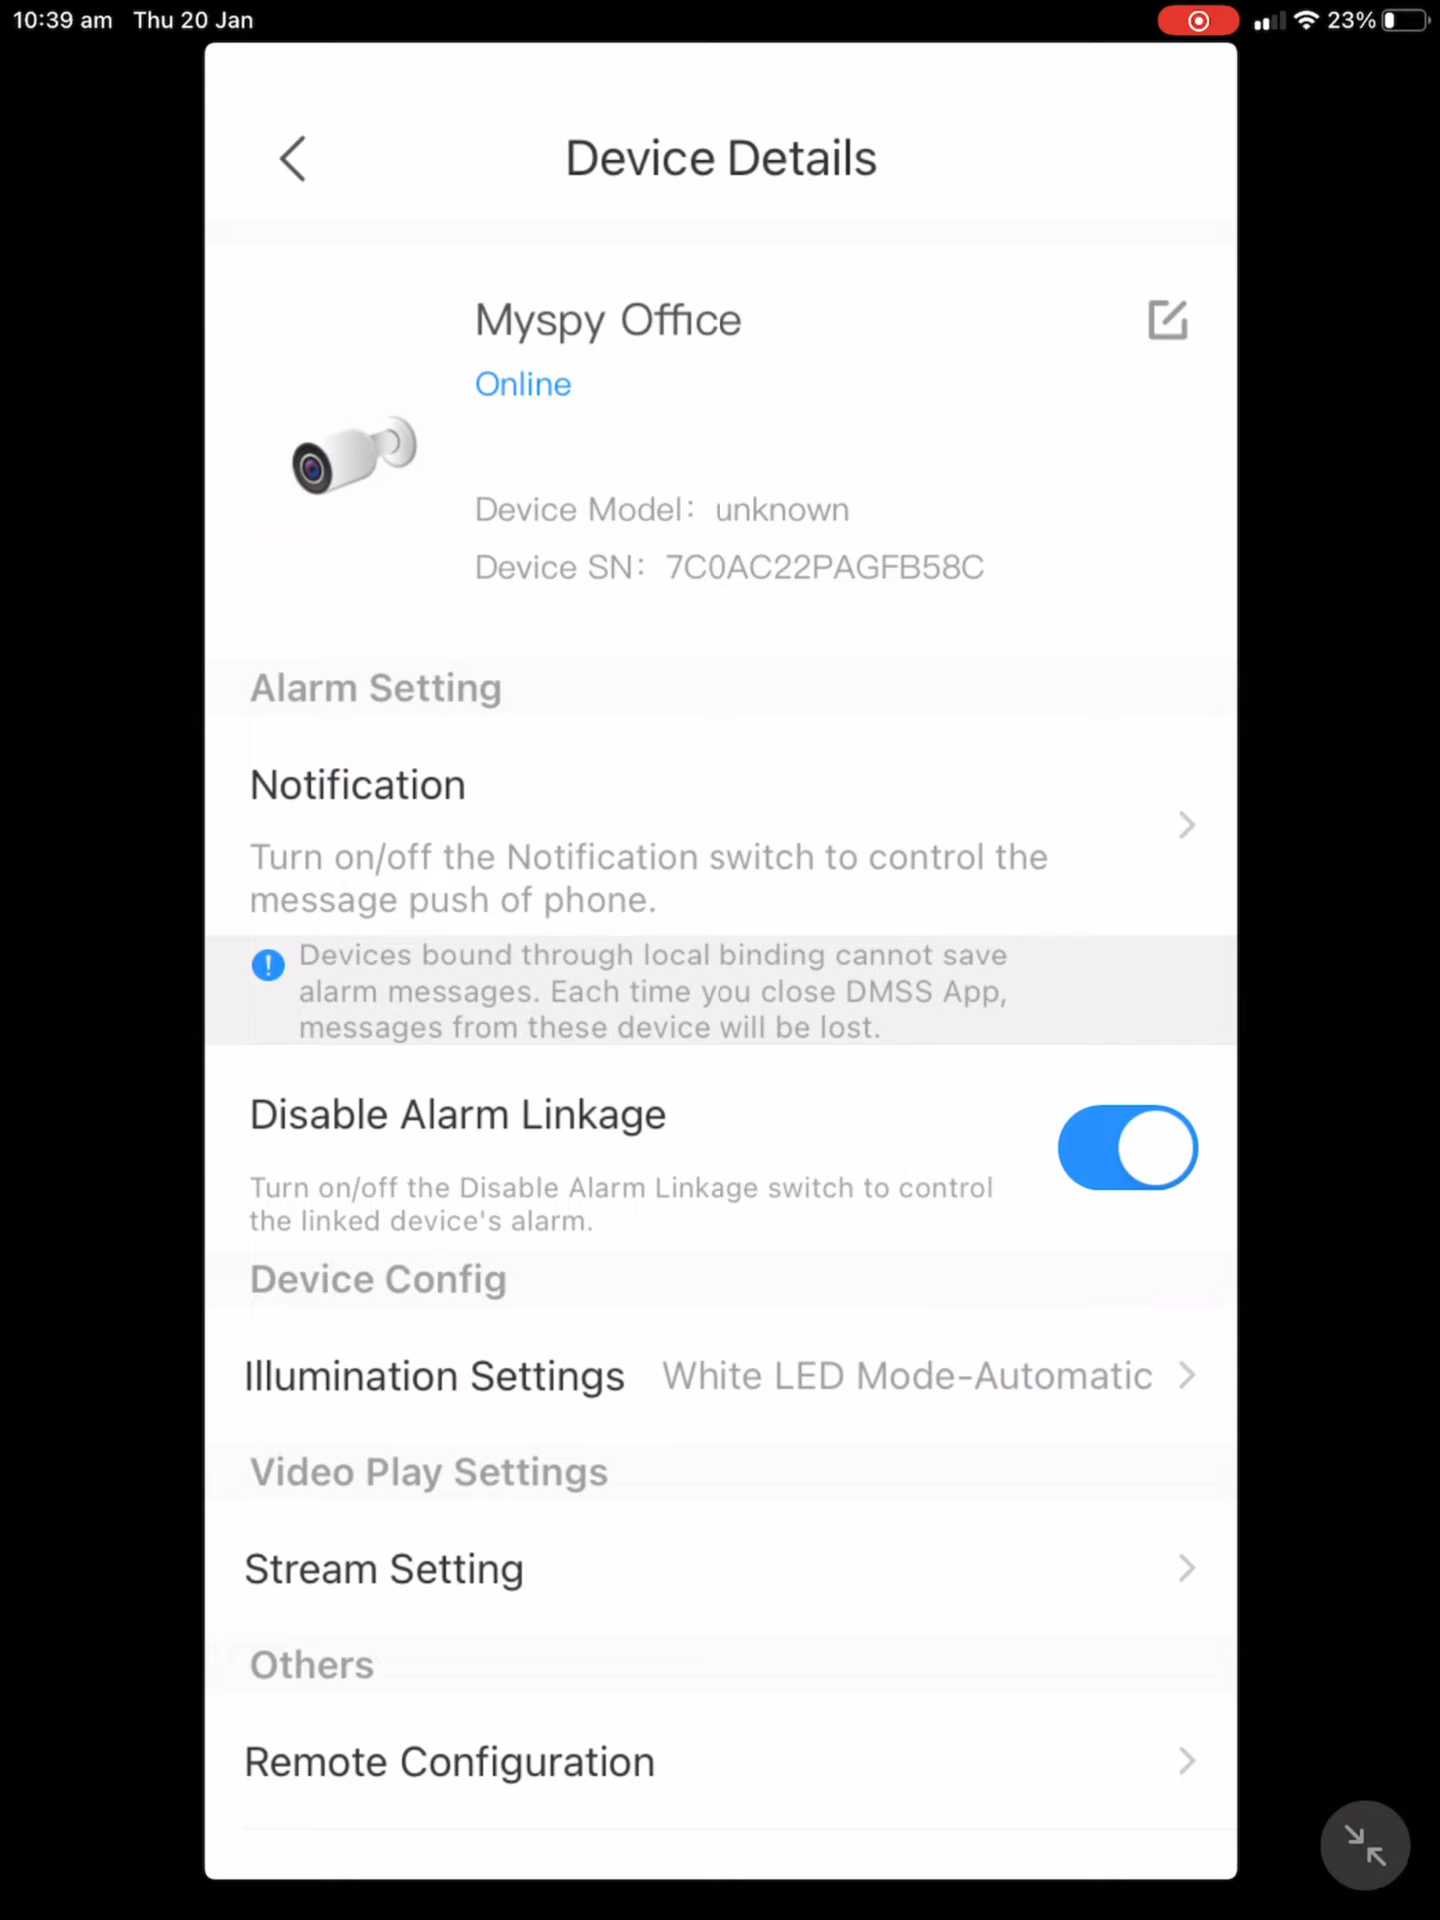 10:39 am Thu 20 Jan 23%
Device Details
Myspy Office
Online
Device Model: unknown
Device SN: 7C0AC22PAGFB58C
Alarm Setting
Notification
Turn on/off the Notification switch to control the
message push of phone.
Devices bound through local binding cannot save
alarm messages. Each time you close DMSS App,
messages from these device will be lost.
Disable Alarm Linkage
Turn on/off the Disable Alarm Linkage switch to control
the linked device's alarm.
Device Config
Illumination Settings White LED Mode-Automatic
Video Play Settings
Stream Setting
Others
Remote Configuration